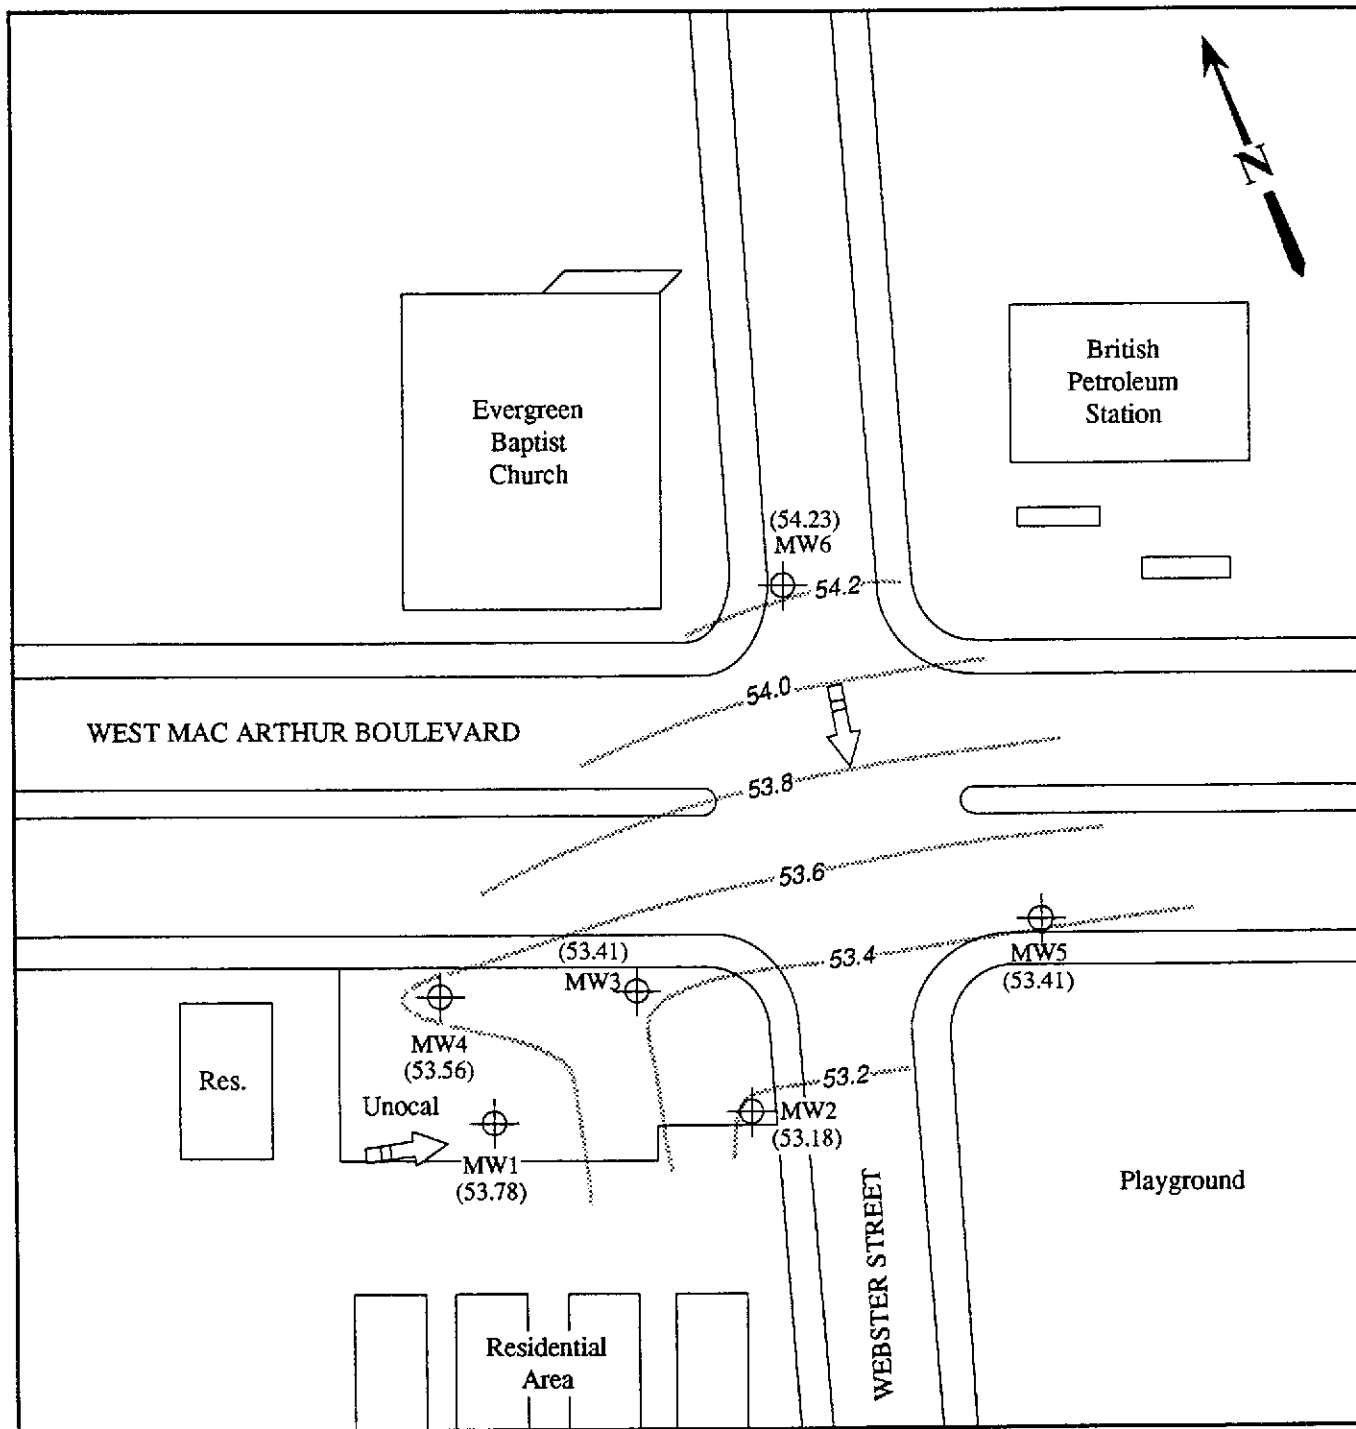 N
British
Petroleum
Station
Evergreen
Baptist
Church
(54.23)
MW6
54.2
54.0
WEST MAC ARTHUR BOULEVARD
53.8
53.6
(53.41)
MW3
53.4
MW5
(53.41)
MW4
(53.56)
Res.
53.2
Unocal
MW2
(53.18)
MW1
(53.78)
Playground
WEBSTER STREET
Residential
Area